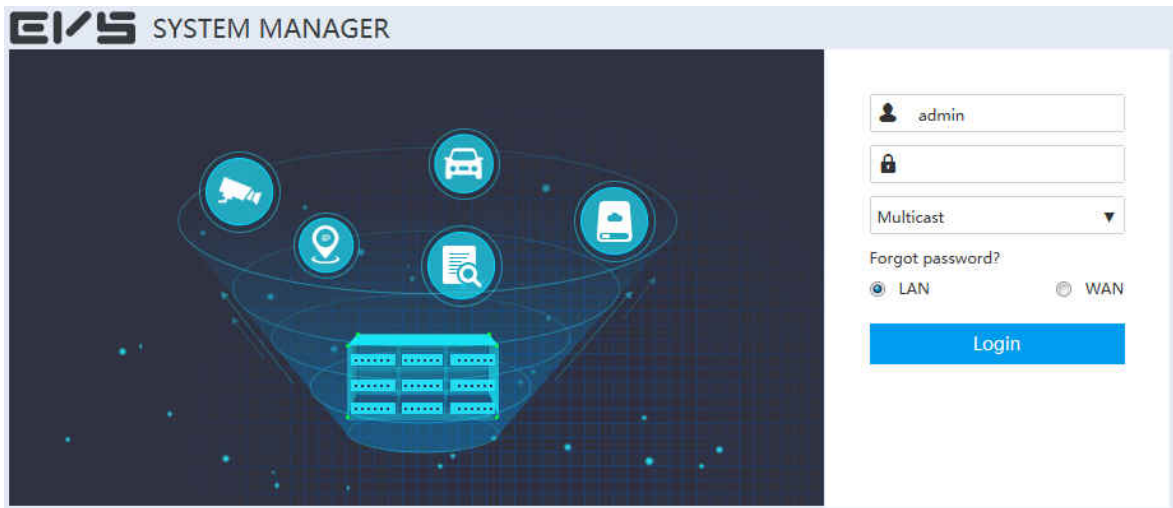 EVS SYSTEM MANAGER
admin
Multicast
Forgot password?
LAN WAN
Login